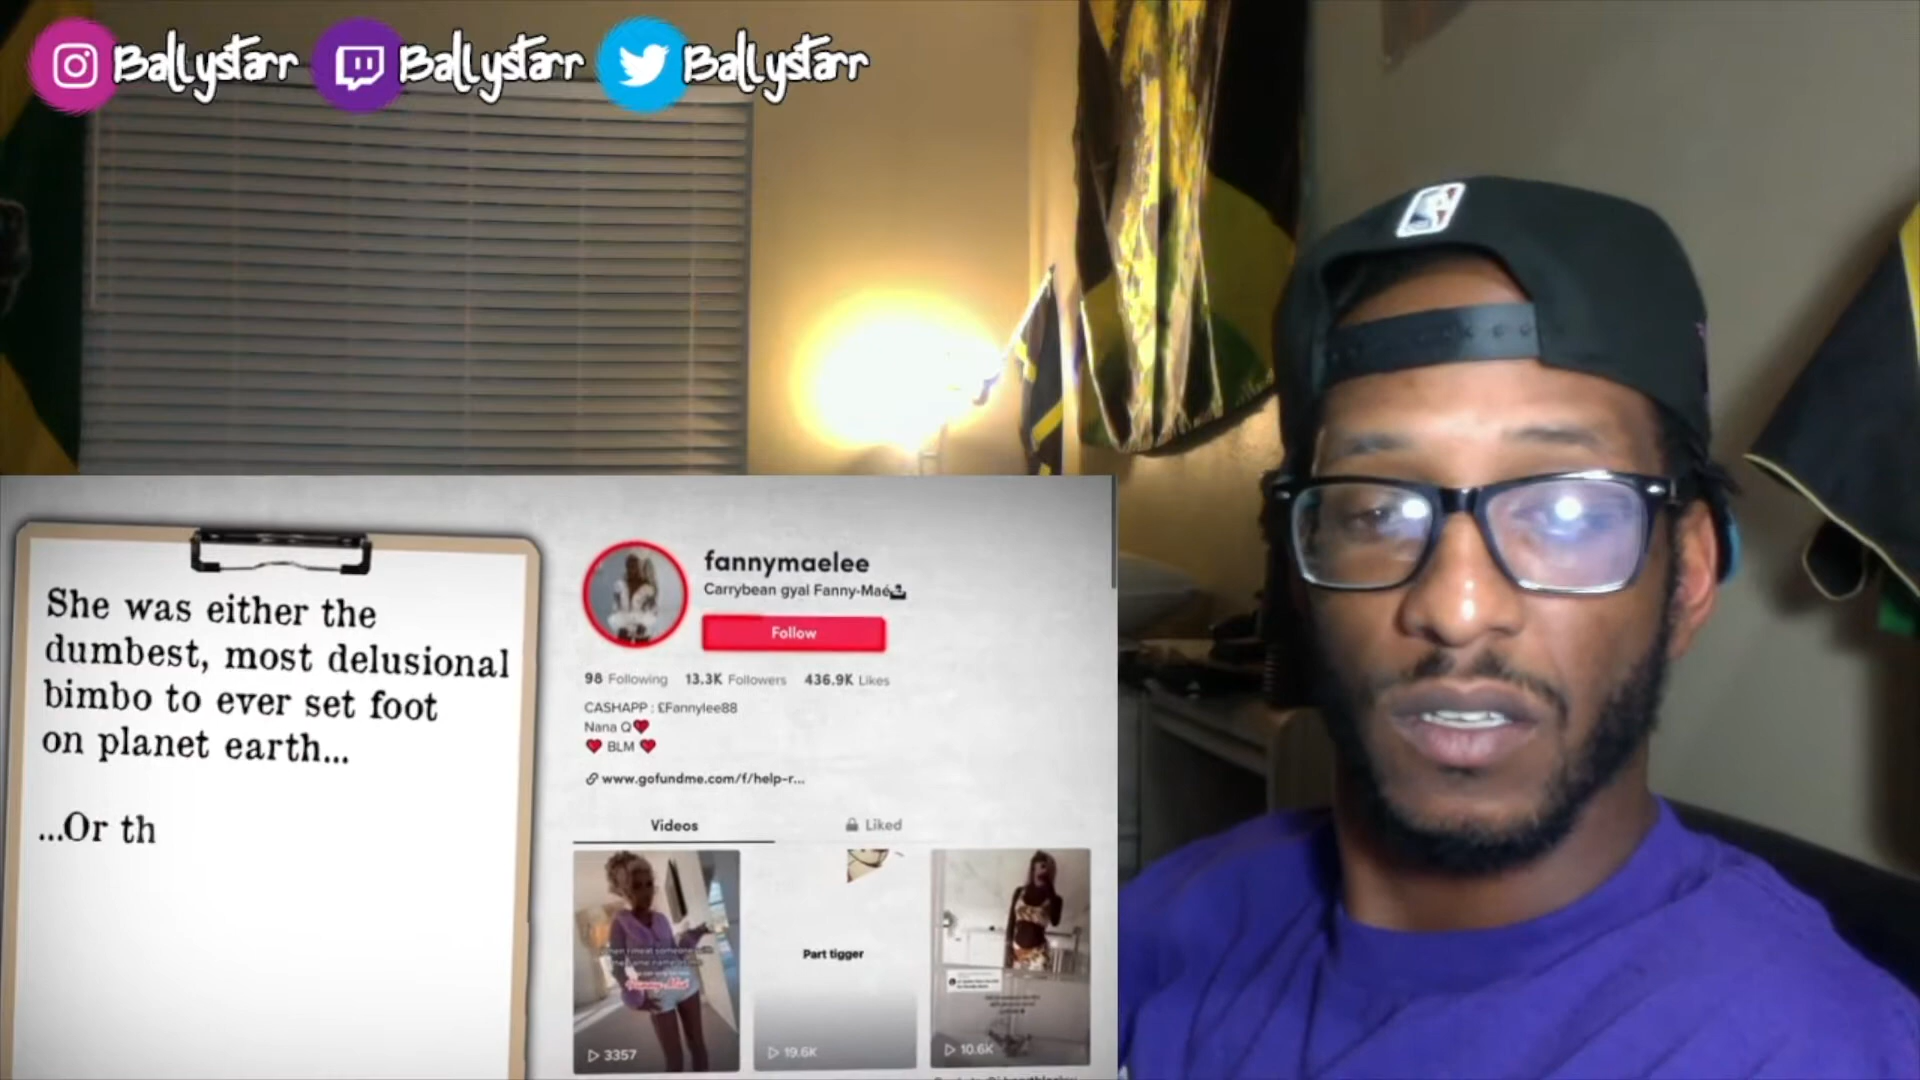 Ballystarr Ballystarr Ballystarr
She was either the
dumbest, most delusional
bimbo to ever set foot
on planet earth...
...Or th
fannymaelee
Carrybean gyal Fanny-Maé
Follow
98 Following 13.3K Followers 436.9K Likes
CASHAPP : £Fannylee88
Nana Q
BLM
www.gofundme.com/f/help-r...
Videos Liked
Part tigger
3357
19.6K
10.6K